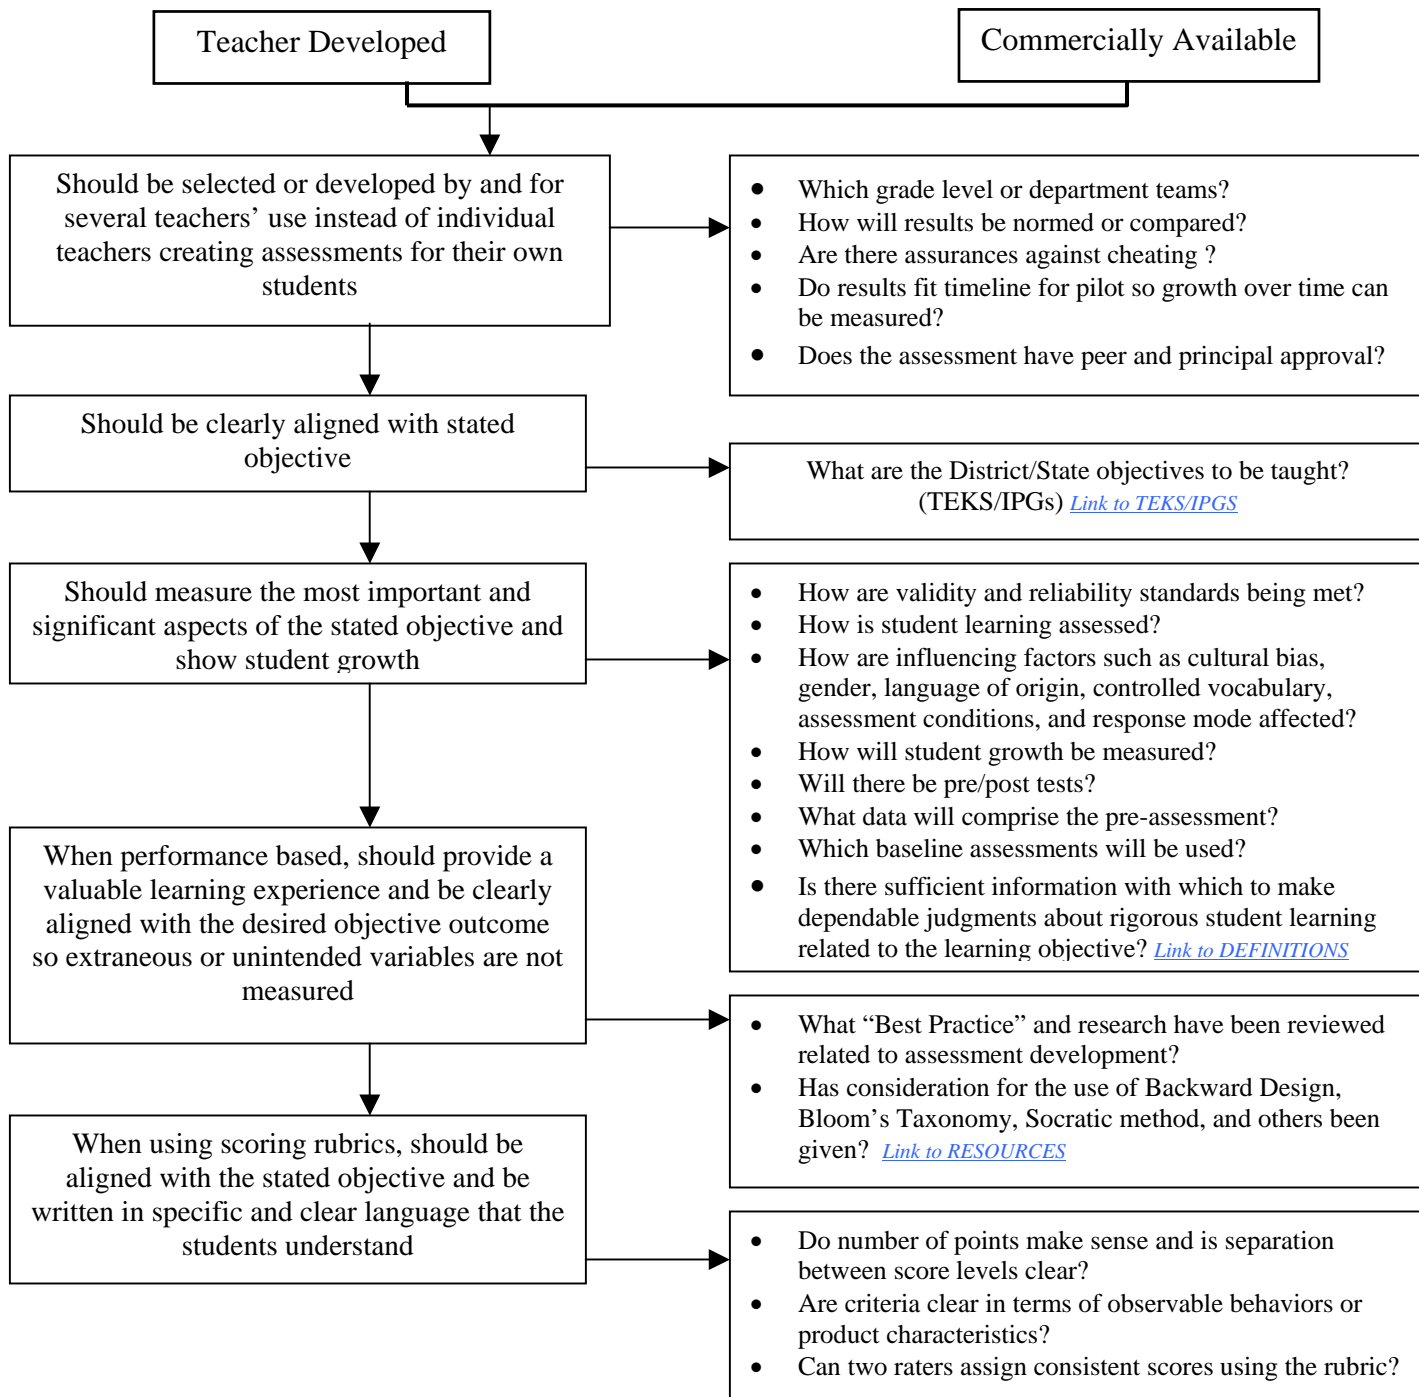 Teacher Developed
Commercially Available
Should be selected or developed by and for
several teachers’ use instead of individual
teachers creating assessments for their own
students
• Which grade level or department teams?
• How will results be normed or compared?
• Are there assurances against cheating ?
• Do results fit timeline for pilot so growth over time can
be measured?
• Does the assessment have peer and principal approval?
Should be clearly aligned with stated
objective
What are the District/State objectives to be taught?
(TEKS/IPGs) Link to TEKS/IPGS
Should measure the most important and
significant aspects of the stated objective and
show student growth
• How are validity and reliability standards being met?
• How is student learning assessed?
• How are influencing factors such as cultural bias,
gender, language of origin, controlled vocabulary,
assessment conditions, and response mode affected?
• How will student growth be measured?
• Will there be pre/post tests?
• What data will comprise the pre-assessment?
• Which baseline assessments will be used?
• Is there sufficient information with which to make
dependable judgments about rigorous student learning
related to the learning objective? Link to DEFINITIONS
When performance based, should provide a
valuable learning experience and be clearly
aligned with the desired objective outcome
so extraneous or unintended variables are not
measured
• What “Best Practice” and research have been reviewed
related to assessment development?
• Has consideration for the use of Backward Design,
Bloom’s Taxonomy, Socratic method, and others been
given? Link to RESOURCES
When using scoring rubrics, should be
aligned with the stated objective and be
written in specific and clear language that the
students understand
• Do number of points make sense and is separation
between score levels clear?
• Are criteria clear in terms of observable behaviors or
product characteristics?
• Can two raters assign consistent scores using the rubric?